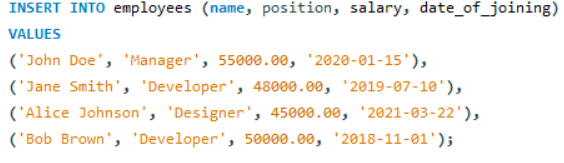 INSERT INTO employees (name, position, salary, date_of_joining)
VALUES
('John Doe', 'Manager', 55000.00, '2020-01-15'),
('Jane Smith', 'Developer', 48000.00, '2019-07-10'),
('Alice Johnson', 'Designer', 45000.00, '2021-03-22'),
('Bob Brown', 'Developer', 50000.00, '2018-11-01');